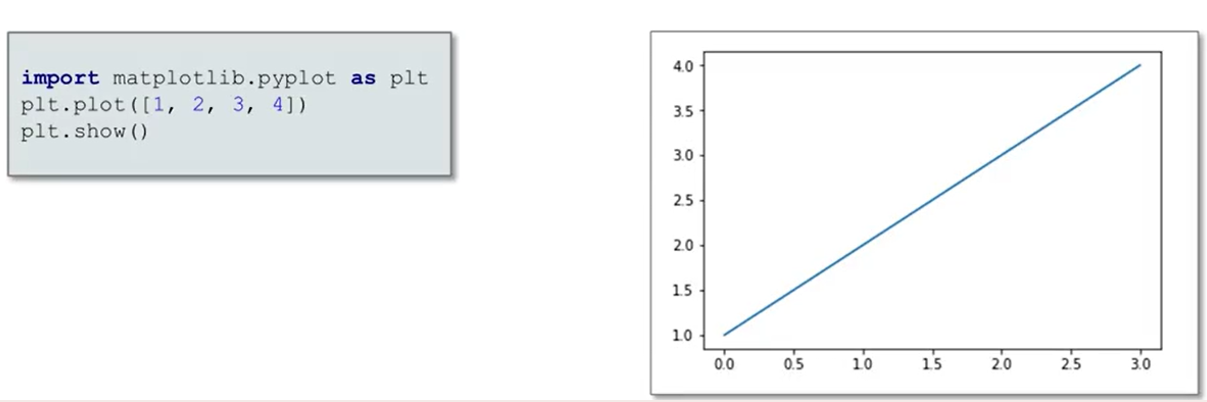 import matplotlib.pyplot as plt
plt.plot([1, 2, 3, 4])
plt.show()
4.0
3.5
3.0
2.5
2.0
1.5
1.0
0.0 0.5 1.0 1.5 2.0 2.5 3.0